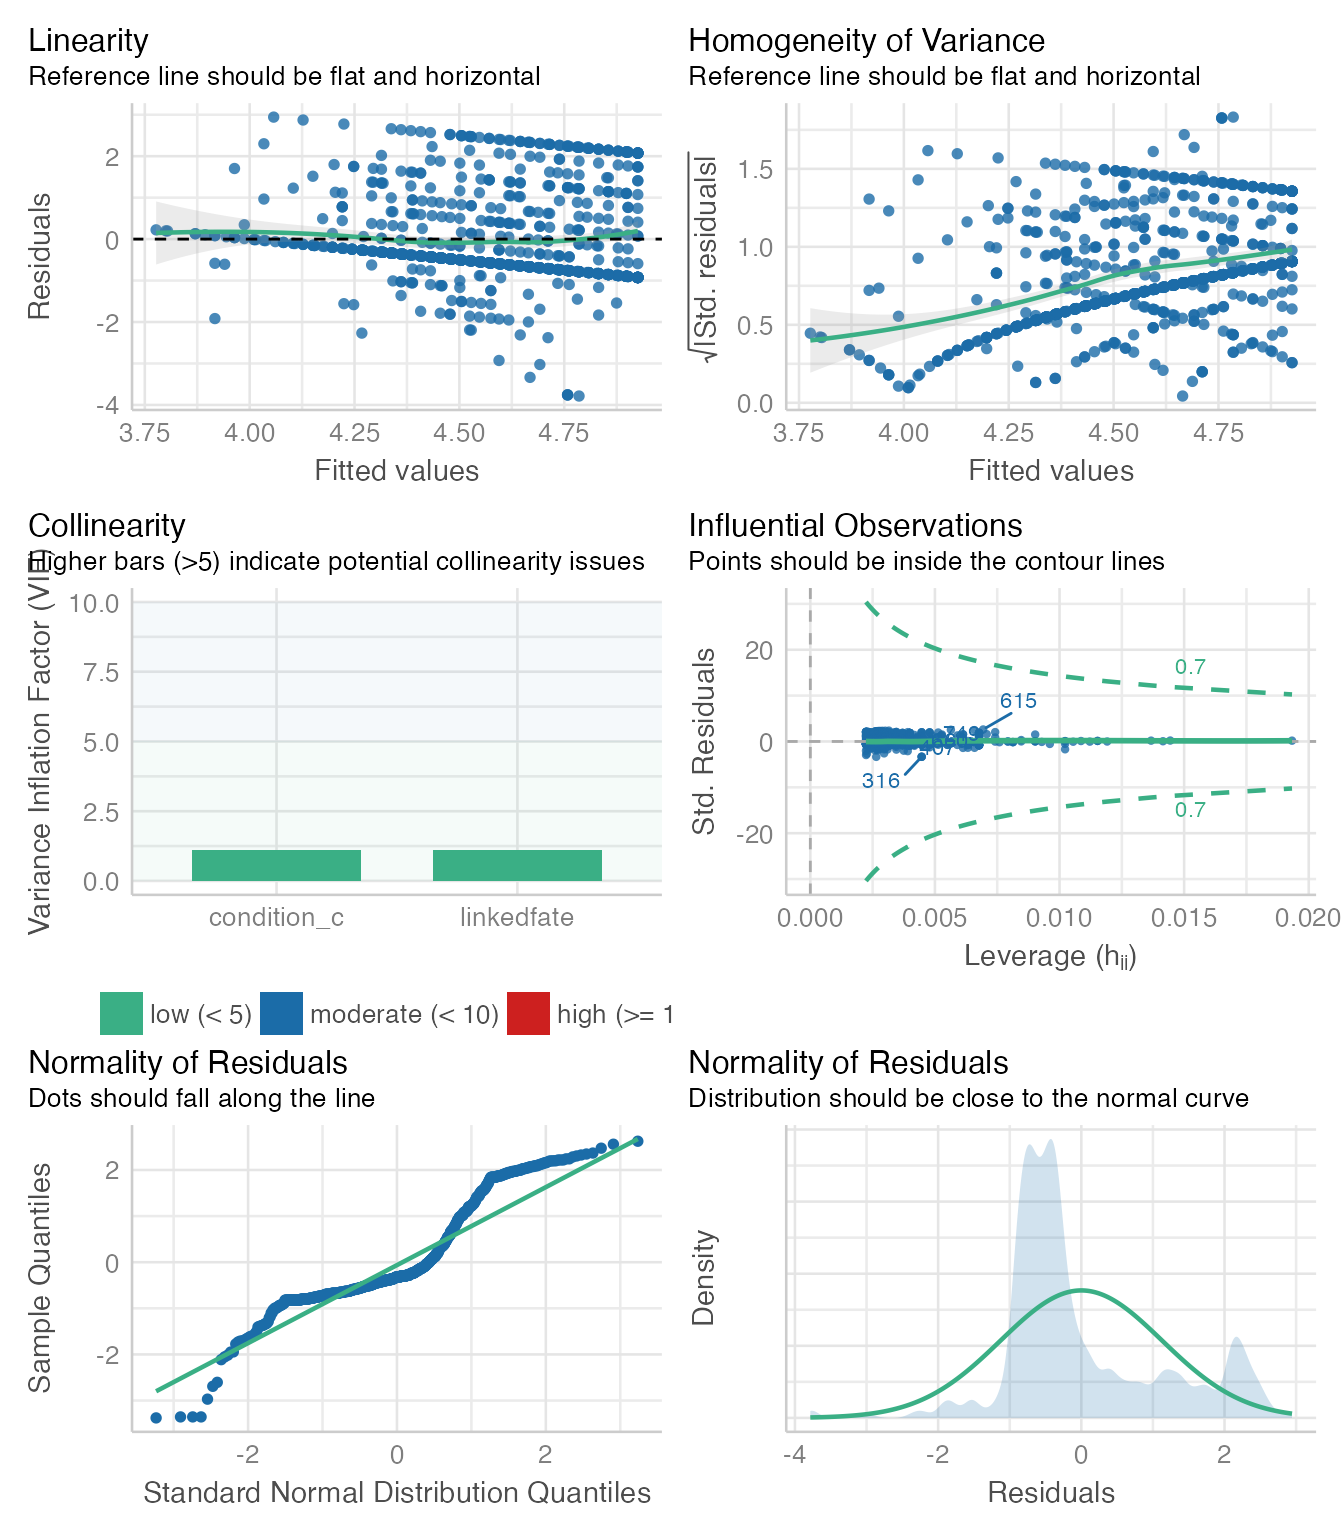 Linearity
Reference line should be flat and horizontal
Residuals
2
0
-2
-4
3.75 4.00 4.25 4.50 4.75
Fitted values
Homogeneity of Variance
Reference line should be flat and horizontal
√|Std. residuals|
1.5
1.0
0.5
0.0
3.75 4.00 4.25 4.50 4.75
Fitted values
Collinearity
Higher bars (>5) indicate potential collinearity issues
Variance Inflation Factor (VIF)
10.0
7.5
5.0
2.5
0.0
condition_c linkedfate
low (< 5) moderate (< 10) high (>= 1
Influential Observations
Points should be inside the contour lines
Std. Residuals
20
0
-20
0.7
615
316
0.7
0.000 0.005 0.010 0.015 0.020
Leverage (hii)
Normality of Residuals
Dots should fall along the line
Sample Quantiles
2
0
-2
-2 0 2
Standard Normal Distribution Quantiles
Normality of Residuals
Distribution should be close to the normal curve
Density
-4 -2 0 2
Residuals